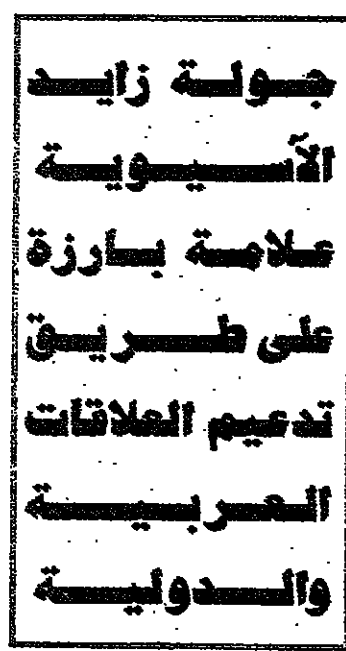 جولة زايد
الآسيوية
علامة بارزة
على طريق
تدعيم العلاقات
العربية
والدولية